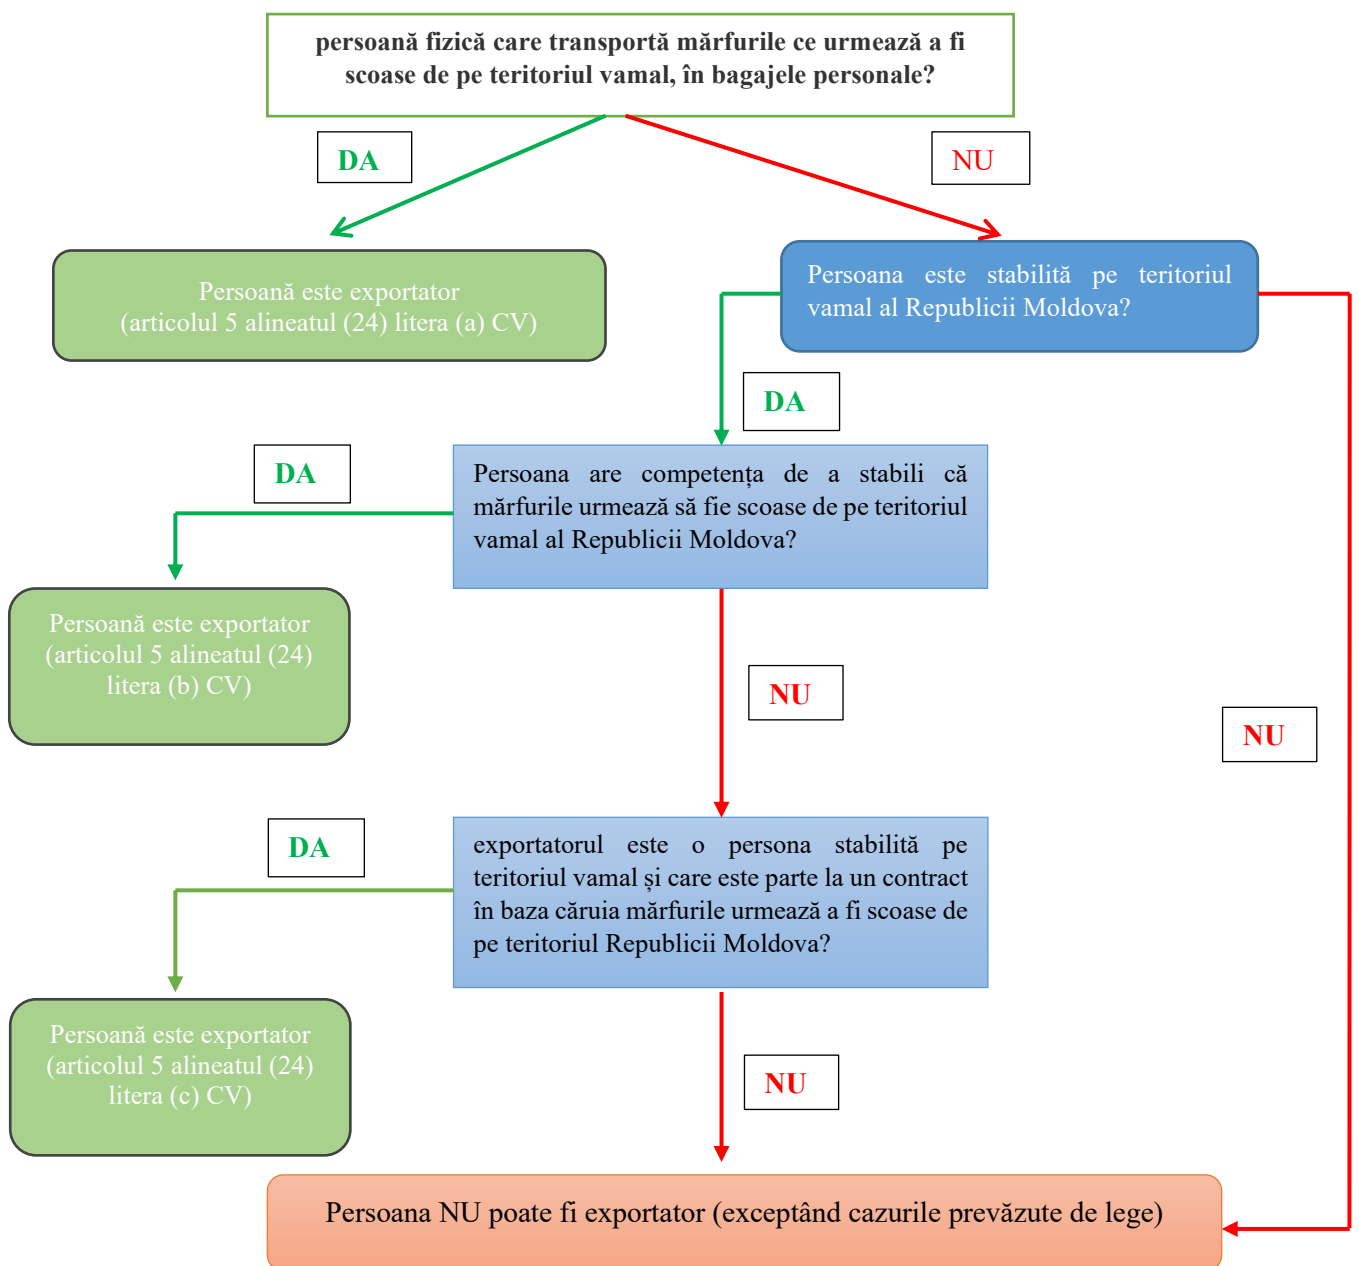 persoană fizică care transportă mărfurile ce urmează a fi
scoase de pe teritoriul vamal, în bagajele personale?
DA
NU
Persoană este exportator
(articolul 5 alineatul (24) litera (a) CV)
Persoana este stabilită pe teritoriul
vamal al Republicii Moldova?
DA
DA
Persoana are competența de a stabili că
mărfurile urmează să fie scoase de pe teritoriul
vamal al Republicii Moldova?
Persoană este exportator
(articolul 5 alineatul (24)
litera (b) CV)
NU
NU
DA
exportatorul este o persona stabilită pe
teritoriul vamal și care este parte la un contract
în baza căruia mărfurile urmează a fi scoase de
pe teritoriul Republicii Moldova?
Persoană este exportator
(articolul 5 alineatul (24)
litera (c) CV)
NU
Persoana NU poate fi exportator (exceptând cazurile prevăzute de lege)